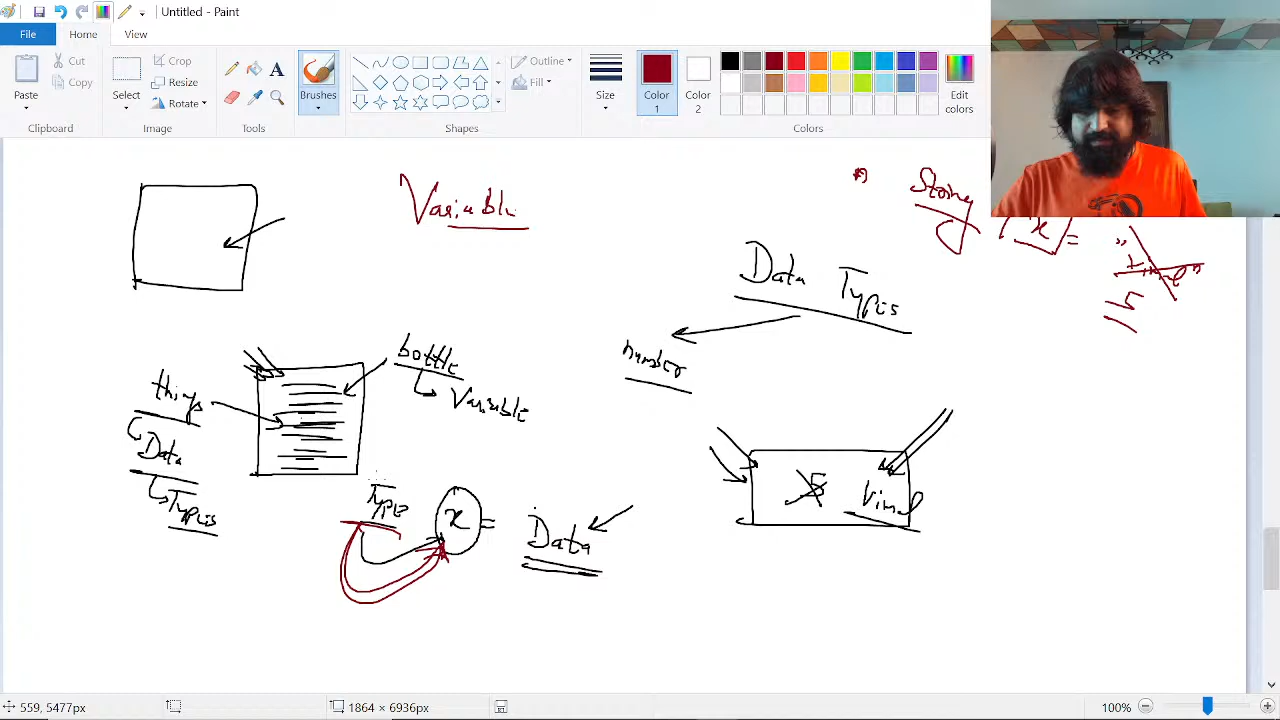 Untitled - Paint
File
Home
View
Paste
Cut
Copy
Clipboard
Select
Crop
Resize
Rotate
Image
A
Tools
Brushes
Shapes
Outline
Fill
Size
Color
1
Color
2
Edit
colors
Colors
Variable
String
x =
5
Data Types
number
bottle
Variable
things
Data
Types
Type
x = Data
5 Vimal
559, 5477px
1864 × 6936px
100%